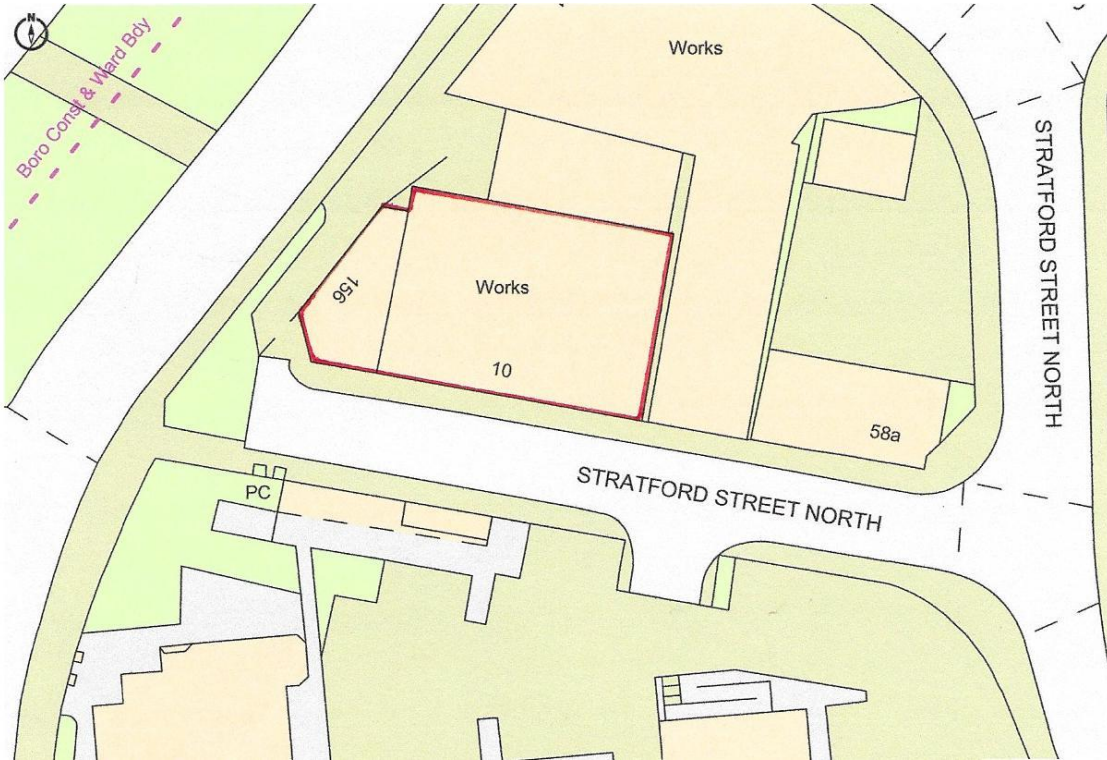 N
Works
Boro Const & Ward Bdy
STRATFORD STREET NORTH
156
Works
10
58a
STRATFORD STREET NORTH
PC